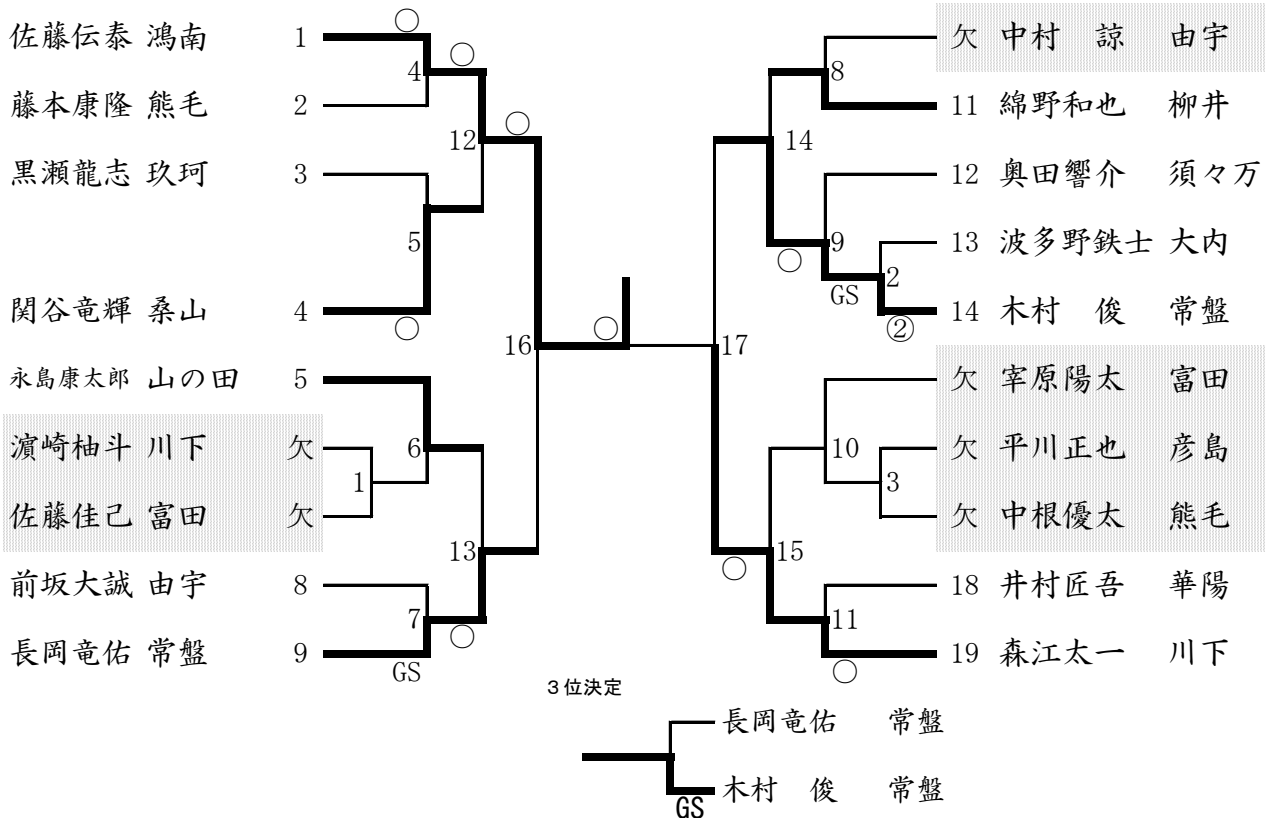 佐藤伝泰 鴻南 1
藤本康隆 熊毛 2
黒瀬龍志 玖珂 3
関谷竜輝 桑山 4
永島康太郎 山の田 5
濵崎柚斗 川下 欠
佐藤佳己 富田 欠
前坂大誠 由宇 8
長岡竜佑 常盤 9
○
4
○
12
○
5
○
16
○
6
1
13
7
○
GS
欠 中村 諒 由宇
11 綿野和也 柳井
12 奥田響介 須々万
13 波多野鉄士 大内
14 木村 俊 常盤
欠 宰原陽太 富田
欠 平川正也 彦島
欠 中根優太 熊毛
18 井村匠吾 華陽
19 森江太一 川下
8
14
9
○
GS
2
②
17
10
3
15
○
11
○
3位決定
長岡竜佑 常盤
木村 俊 常盤
GS